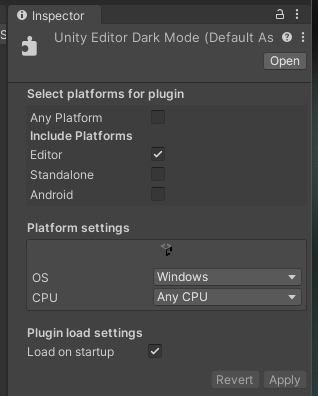 Inspector
S
Unity Editor Dark Mode (Default As
Open
Select platforms for plugin
Any Platform
Include Platforms
Editor
Standalone
Android
Platform settings
OS Windows
CPU Any CPU
Plugin load settings
Load on startup
Revert Apply